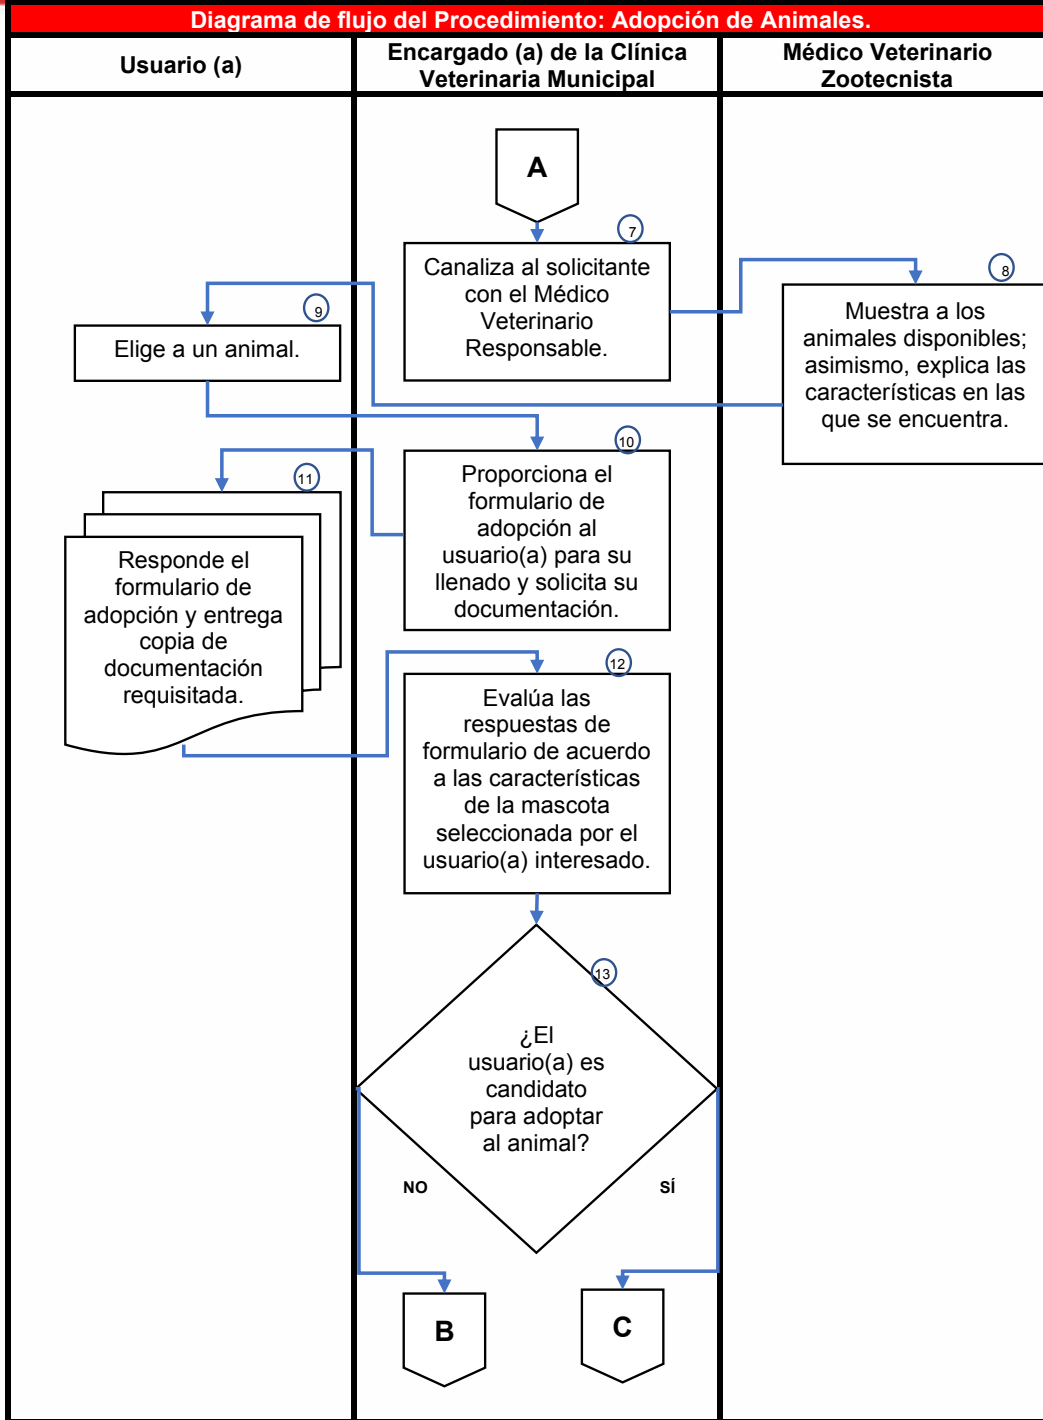 Diagrama de flujo del Procedimiento: Adopción de Animales.
Usuario (a)
Encargado (a) de la Clínica
Veterinaria Municipal
Médico Veterinario
Zootecnista
A
7
Canaliza al solicitante
con el Médico
Veterinario
Responsable.
8
Muestra a los
animales disponibles;
asimismo, explica las
características en las
que se encuentra.
9
Elige a un animal.
10
Proporciona el
formulario de
adopción al
usuario(a) para su
llenado y solicita su
documentación.
11
Responde el
formulario de
adopción y entrega
copia de
documentación
requisitada.
12
Evalúa las
respuestas de
formulario de acuerdo
a las características
de la mascota
seleccionada por el
usuario(a) interesado.
13
¿El
usuario(a) es
candidato
para adoptar
al animal?
NO
SÍ
B
C